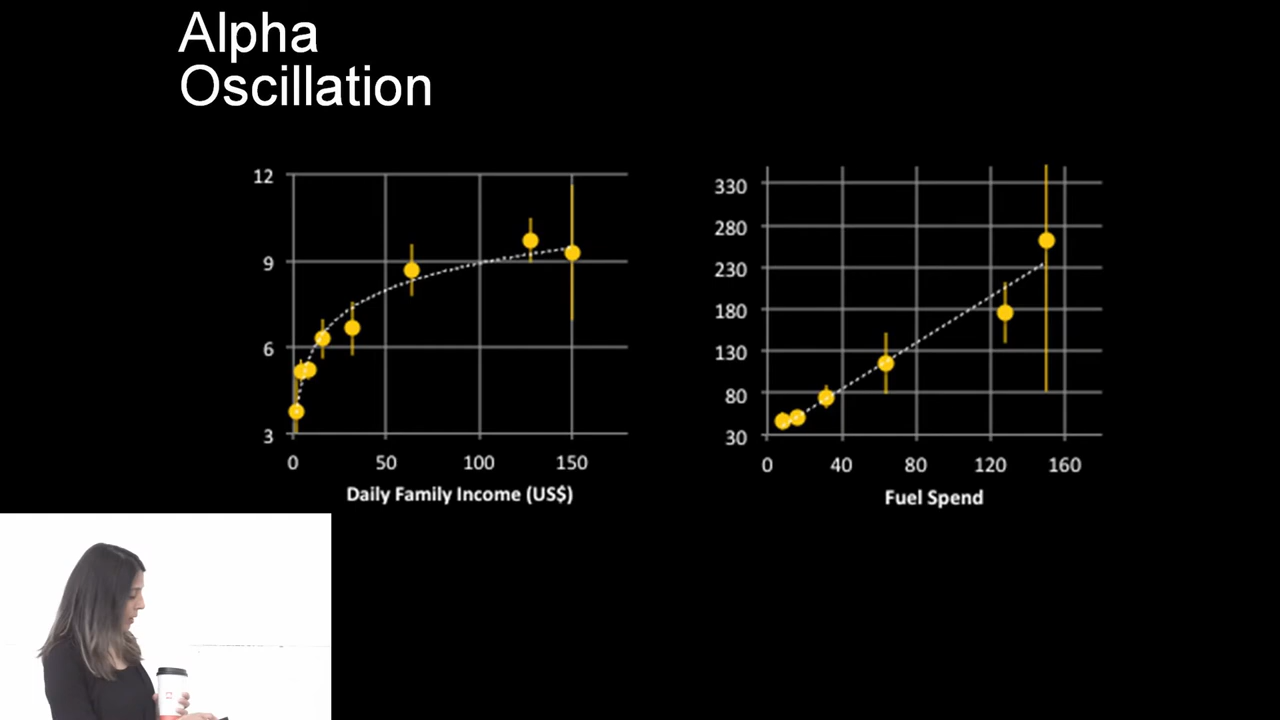 Alpha
Oscillation
12
9
6
3
0 50 100 150
Daily Family Income (US$)
330
280
230
180
130
80
30
0 40 80 120 160
Fuel Spend